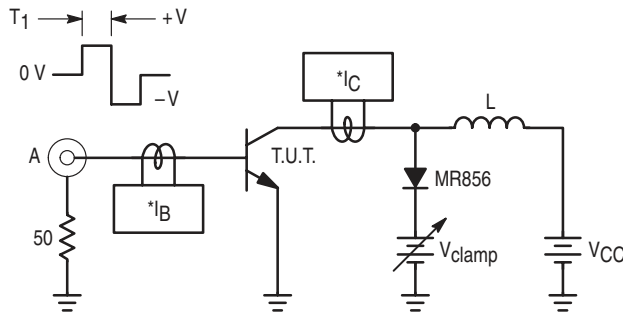 T1
+V
0 V
–V
*IC
L
A
T.U.T.
MR856
*IB
50
Vclamp
VCC